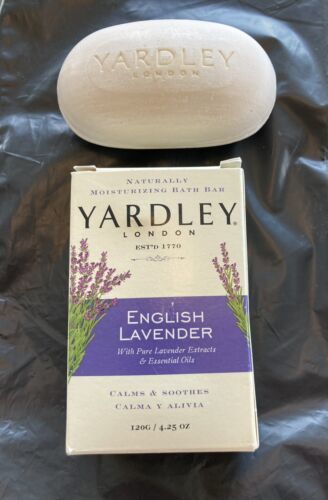 YARDLEY
LONDON
NATURALLY
MOISTURIZING BATH BAR
YARDLEY
LONDON
EST'D 1770
ENGLISH
LAVENDER
With Pure Lavender Extracts
& Essential Oils
CALMS & SOOTHES
CALMA Y ALIVIA
120G / 4.25 OZ